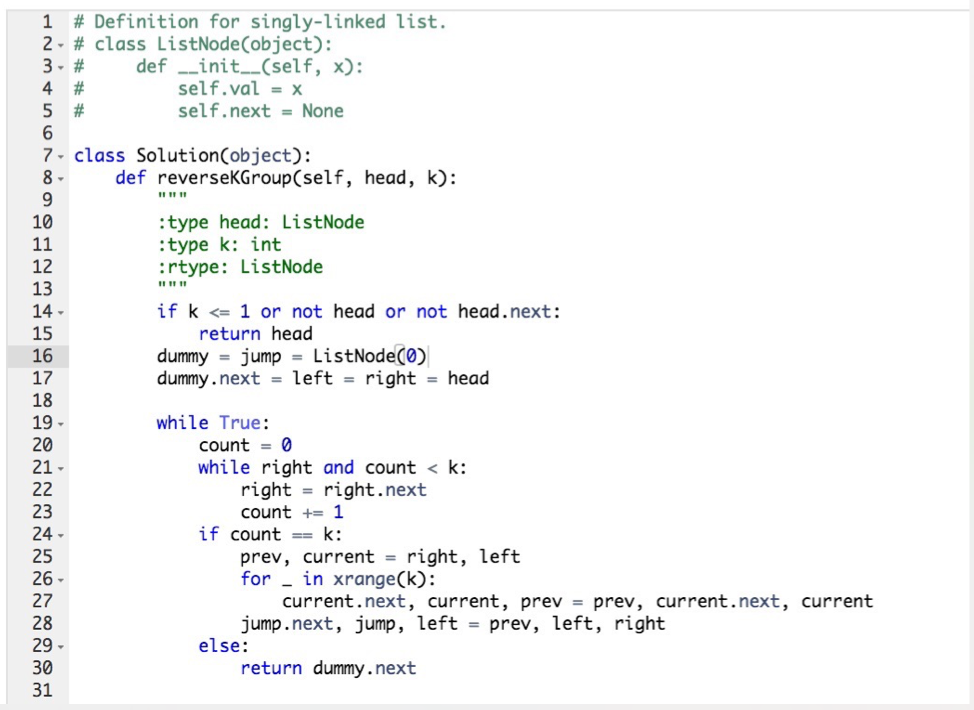 1 # Definition for singly-linked list.
2 # class ListNode(object):
3 #     def __init__(self, x):
4 #         self.val = x
5 #         self.next = None
6
7 class Solution(object):
8     def reverseKGroup(self, head, k):
9         """
10         :type head: ListNode
11         :type k: int
12         :rtype: ListNode
13         """
14         if k <= 1 or not head or not head.next:
15             return head
16         dummy = jump = ListNode(0)
17         dummy.next = left = right = head
18
19         while True:
20             count = 0
21             while right and count < k:
22                 right = right.next
23                 count += 1
24             if count == k:
25                 prev, current = right, left
26                 for _ in xrange(k):
27                     current.next, current, prev = prev, current.next, current
28                 jump.next, jump, left = prev, left, right
29             else:
30                 return dummy.next
31